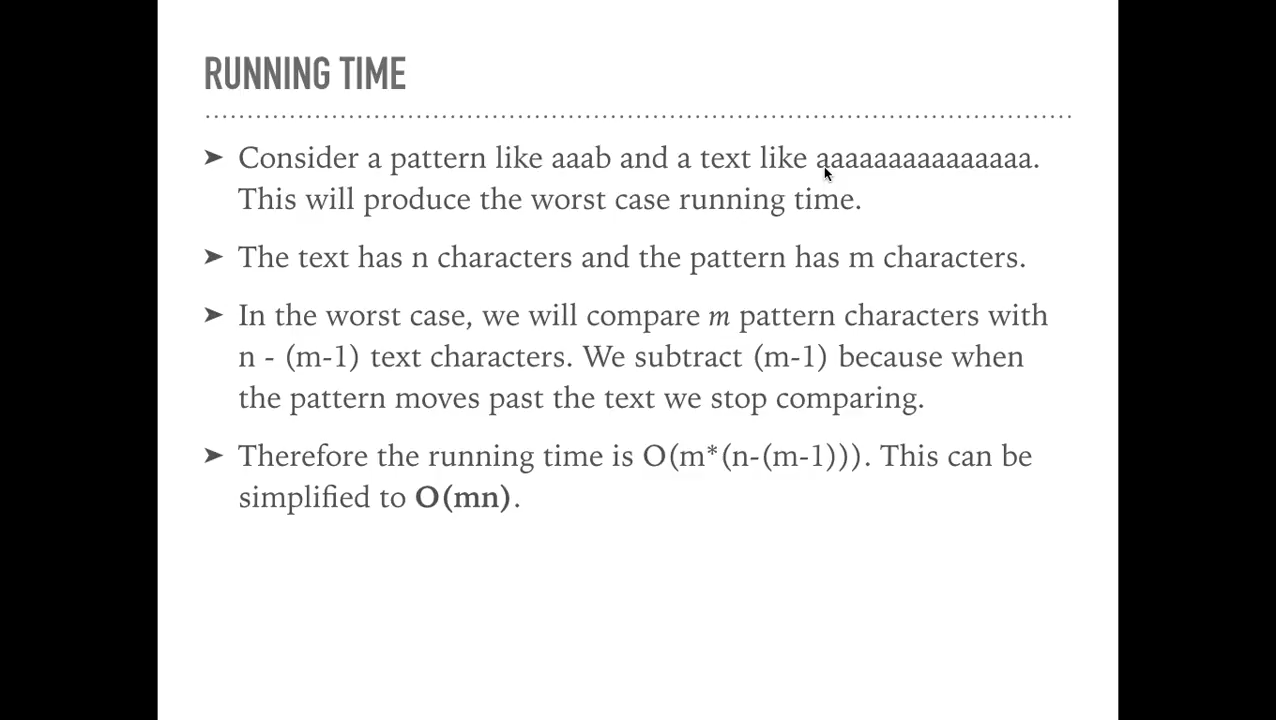 RUNNING TIME
➤ Consider a pattern like aaab and a text like aaaaaaaaaaaaaaa.
This will produce the worst case running time.
➤ The text has n characters and the pattern has m characters.
➤ In the worst case, we will compare m pattern characters with
n - (m-1) text characters. We subtract (m-1) because when
the pattern moves past the text we stop comparing.
➤ Therefore the running time is O(m*(n-(m-1))). This can be
simplified to O(mn).